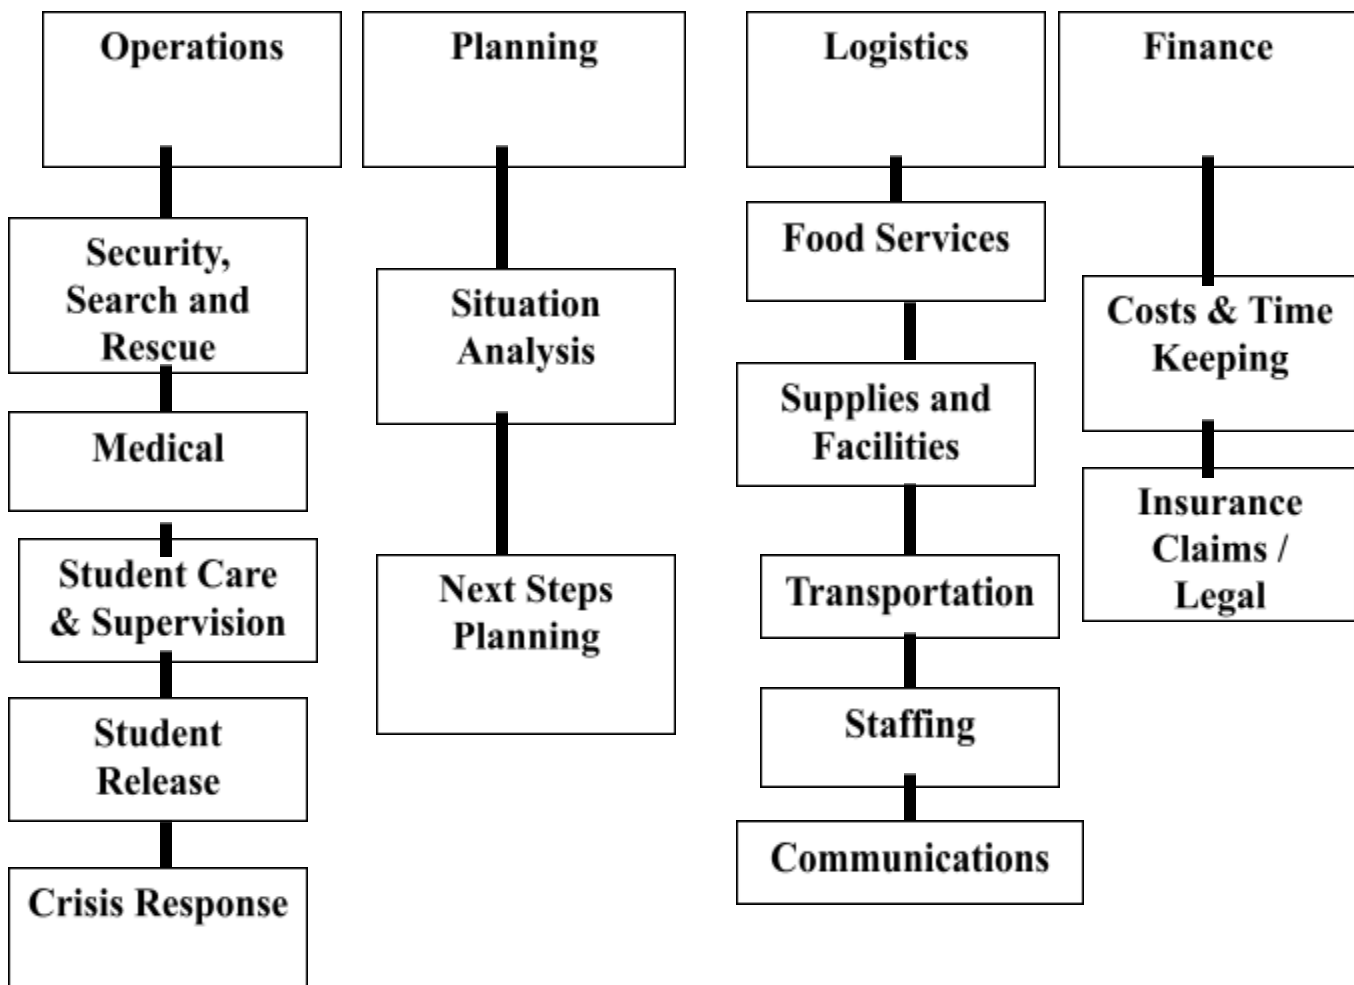 Operations
Security,
Search and
Rescue
Medical
Student Care
& Supervision
Student
Release
Crisis Response
Planning
Situation
Analysis
Next Steps
Planning
Logistics
Food Services
Supplies and
Facilities
Transportation
Staffing
Communications
Finance
Costs & Time
Keeping
Insurance
Claims /
Legal